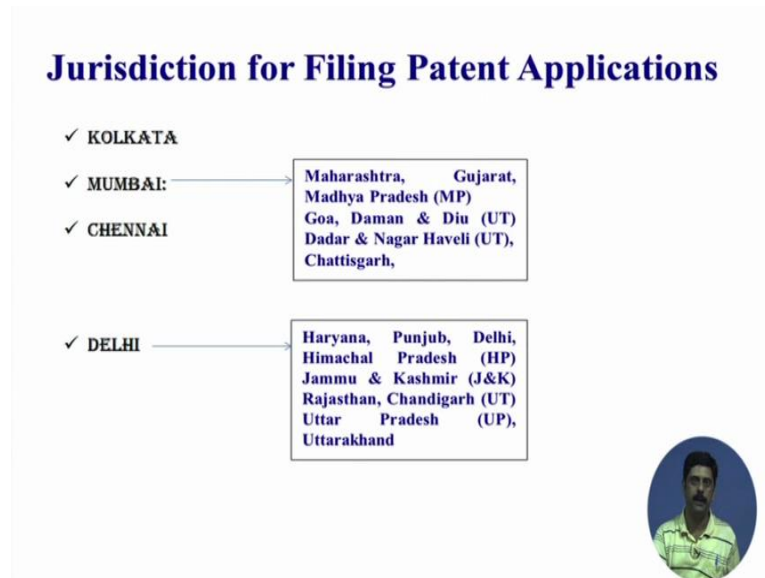 Jurisdiction for Filing Patent Applications
✓ KOLKATA
✓ MUMBAI:
Maharashtra, Gujarat,
Madhya Pradesh (MP)
Goa, Daman & Diu (UT)
Dadar & Nagar Haveli (UT),
Chattisgarh,
✓ CHENNAI
✓ DELHI
Haryana, Punjub, Delhi,
Himachal Pradesh (HP)
Jammu & Kashmir (J&K)
Rajasthan, Chandigarh (UT)
Uttar Pradesh (UP),
Uttarakhand